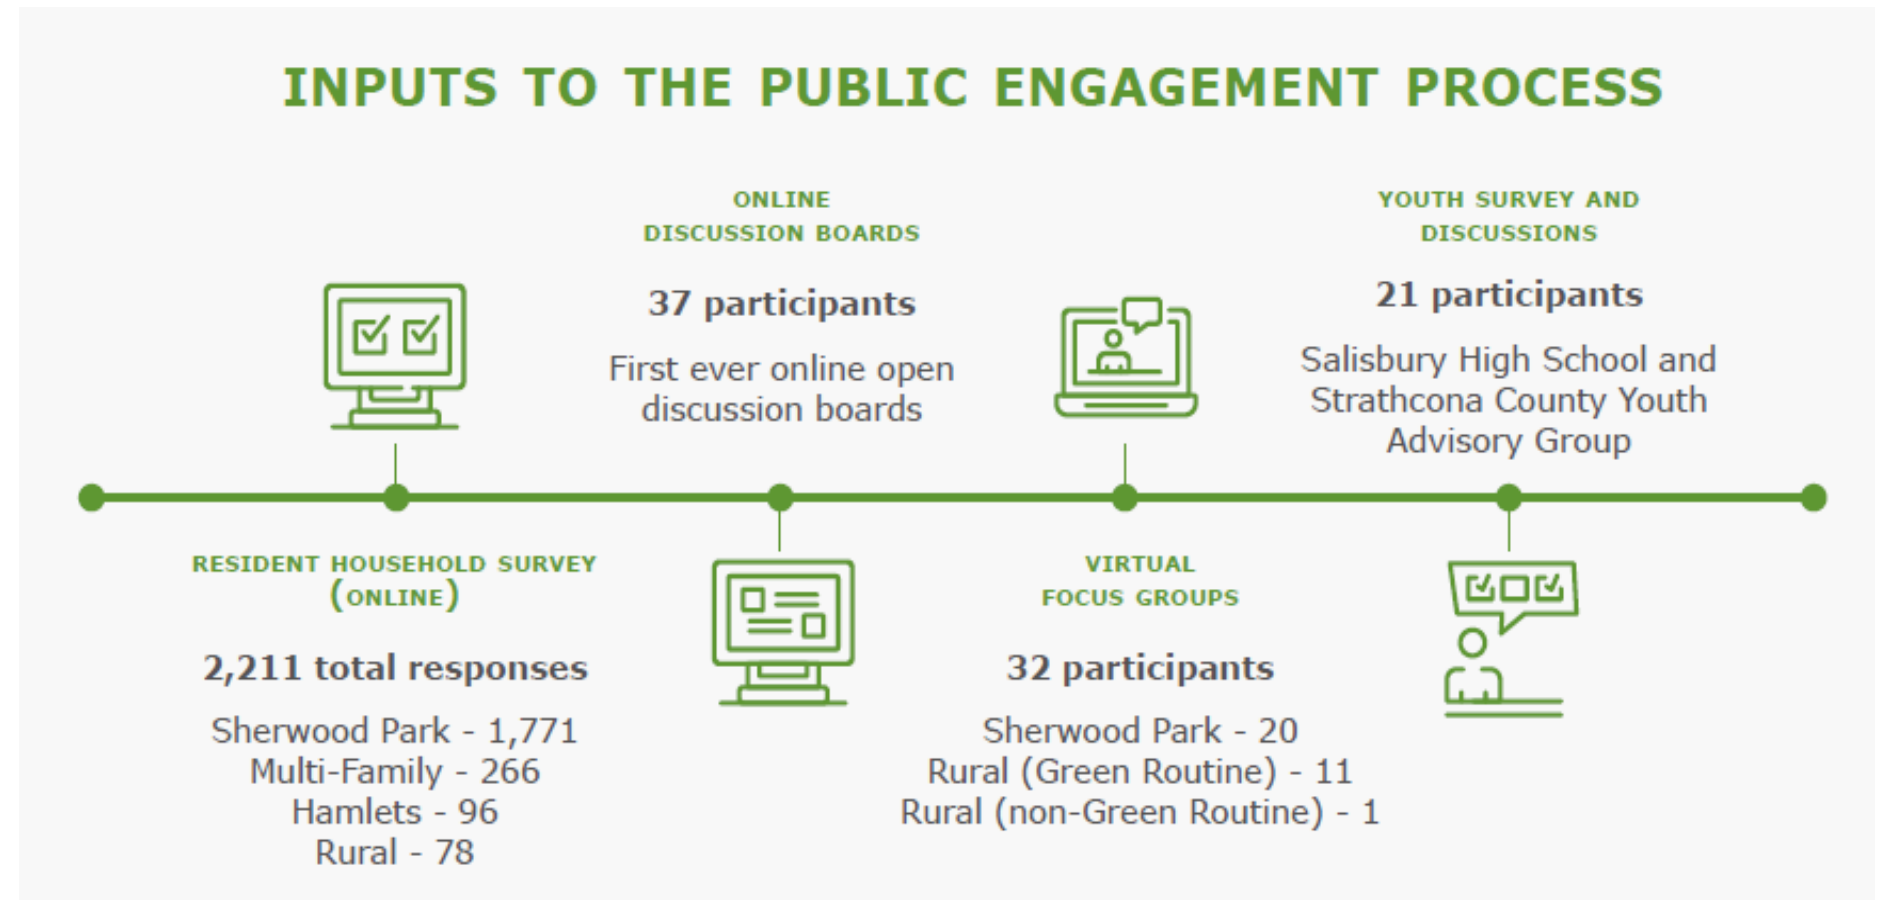 INPUTS TO THE PUBLIC ENGAGEMENT PROCESS
RESIDENT HOUSEHOLD SURVEY
(ONLINE)
2,211 total responses
Sherwood Park - 1,771
Multi-Family - 266
Hamlets - 96
Rural - 78
ONLINE
DISCUSSION BOARDS
37 participants
First ever online open
discussion boards
VIRTUAL
FOCUS GROUPS
32 participants
Sherwood Park - 20
Rural (Green Routine) - 11
Rural (non-Green Routine) - 1
YOUTH SURVEY AND
DISCUSSIONS
21 participants
Salisbury High School and
Strathcona County Youth
Advisory Group